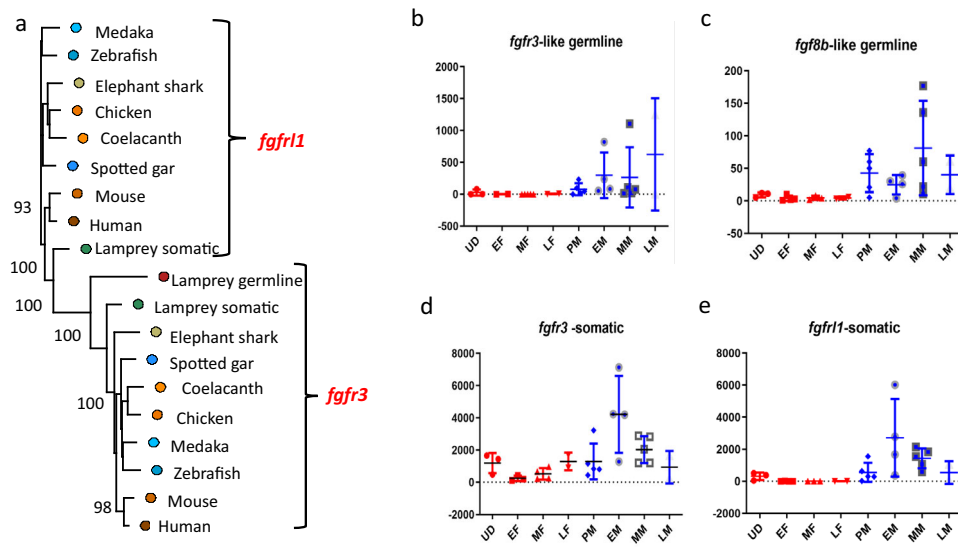 a
Medaka
Zebrafish
Elephant shark
Chicken
Coelacanth
Spotted gar
Mouse
Human
Lamprey somatic
fgfrl1
93
100
100
100
100
98
Lamprey germline
Lamprey somatic
Elephant shark
Spotted gar
Coelacanth
Chicken
Medaka
Zebrafish
Mouse
Human
fgfr3
b
fgfr3-like germline
2000
1500
1000
500
0
-500
UD EF MF LF PM EM MM LM
c
fgf8b-like germline
200
150
100
50
0
50
UD EF MF LF PM EM MM LM
d
fgfr3 -somatic
8000
6000
4000
2000
0
-2000
UD EF MF LF PM EM MM LM
e
fgfrl1-somatic
8000
6000
4000
2000
0
-2000
UD EF MF LF PM EM MM LM